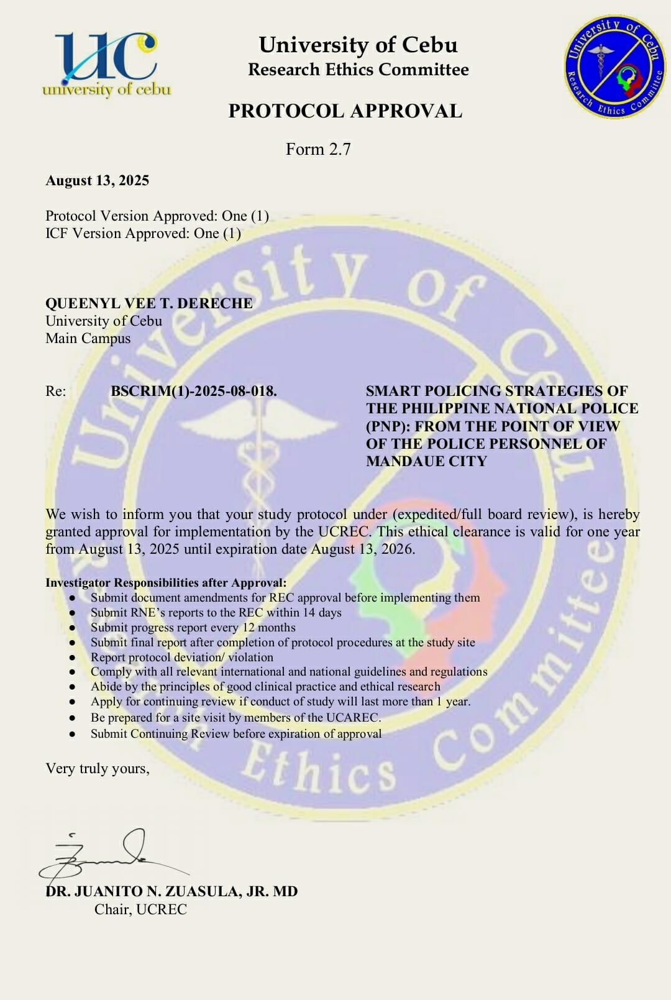 UC
university of cebu
University of Cebu
Research Ethics Committee
University of Cebu
Research Ethics Committee
PROTOCOL APPROVAL
Form 2.7
August 13, 2025
Protocol Version Approved: One (1)
ICF Version Approved: One (1)
QUEENYL VEE T. DERECHE
University of Cebu
Main Campus
Re: BSCRIM(1)-2025-08-018. SMART POLICING STRATEGIES OF
THE PHILIPPINE NATIONAL POLICE
(PNP): FROM THE POINT OF VIEW
OF THE POLICE PERSONNEL OF
MANDAUE CITY
We wish to inform you that your study protocol under (expedited/full board review), is hereby
granted approval for implementation by the UCREC. This ethical clearance is valid for one year
from August 13, 2025 until expiration date August 13, 2026.
Investigator Responsibilities after Approval:
● Submit document amendments for REC approval before implementing them
● Submit RNE’s reports to the REC within 14 days
● Submit progress report every 12 months
● Submit final report after completion of protocol procedures at the study site
● Report protocol deviation/ violation
● Comply with all relevant international and national guidelines and regulations
● Abide by the principles of good clinical practice and ethical research
● Apply for continuing review if conduct of study will last more than 1 year.
● Be prepared for a site visit by members of the UCAREC.
● Submit Continuing Review before expiration of approval
Very truly yours,
DR. JUANITO N. ZUASULA, JR. MD
Chair, UCREC
University of Cebu
Research Ethics Committee